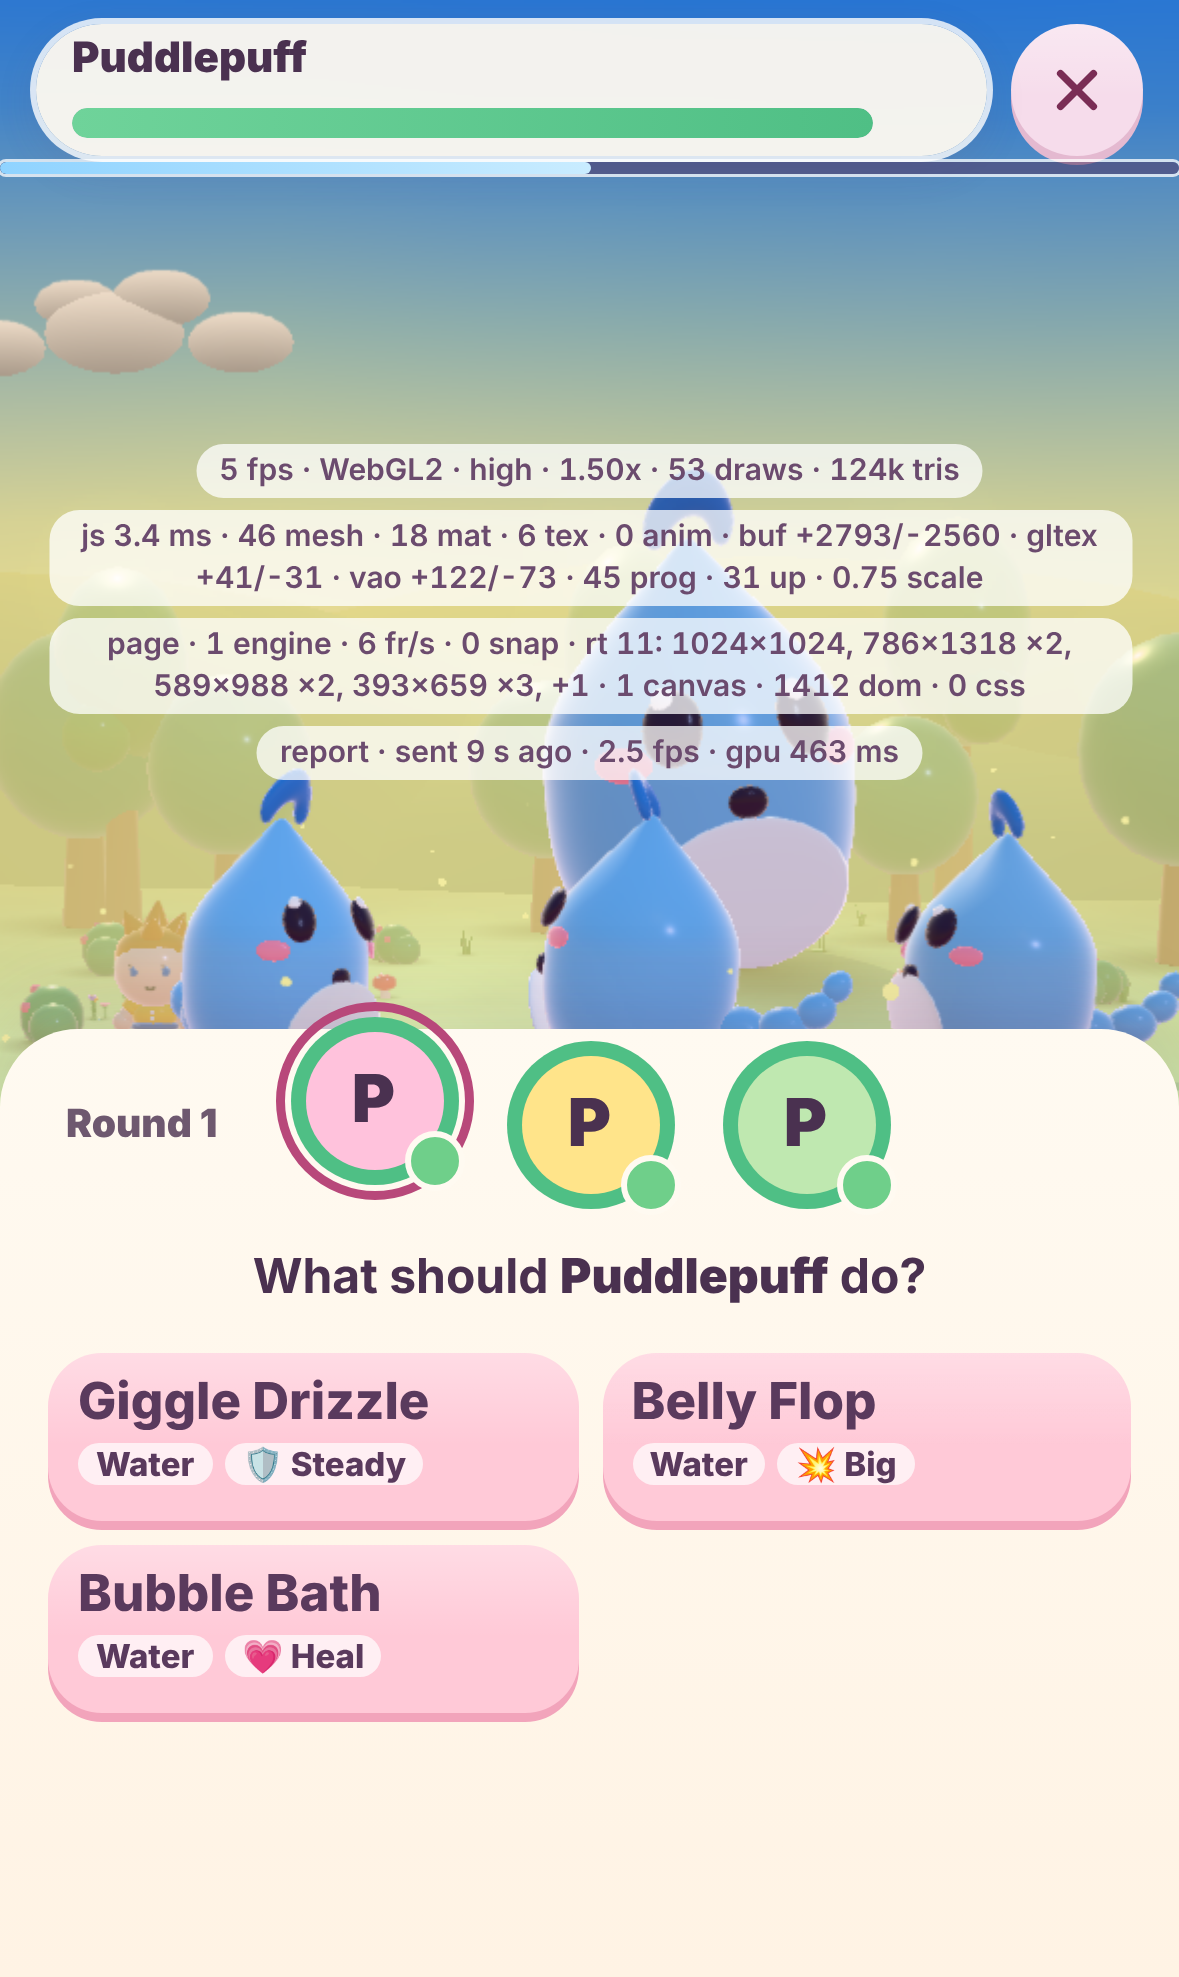 Puddlepuff
5 fps · WebGL2 · high · 1.50x · 53 draws · 124k tris
js 3.4 ms · 46 mesh · 18 mat · 6 tex · 0 anim · buf +2793/-2560 · gltex
+41/-31 · vao +122/-73 · 45 prog · 31 up · 0.75 scale
page · 1 engine · 6 fr/s · 0 snap · rt 11: 1024×1024, 786×1318 ×2,
589×988 ×2, 393×659 ×3, +1 · 1 canvas · 1412 dom · 0 css
report · sent 9 s ago · 2.5 fps · gpu 463 ms
Round 1
P
P
P
What should Puddlepuff do?
Giggle Drizzle
Water 🛡️ Steady
Belly Flop
Water 💥 Big
Bubble Bath
Water 💗 Heal